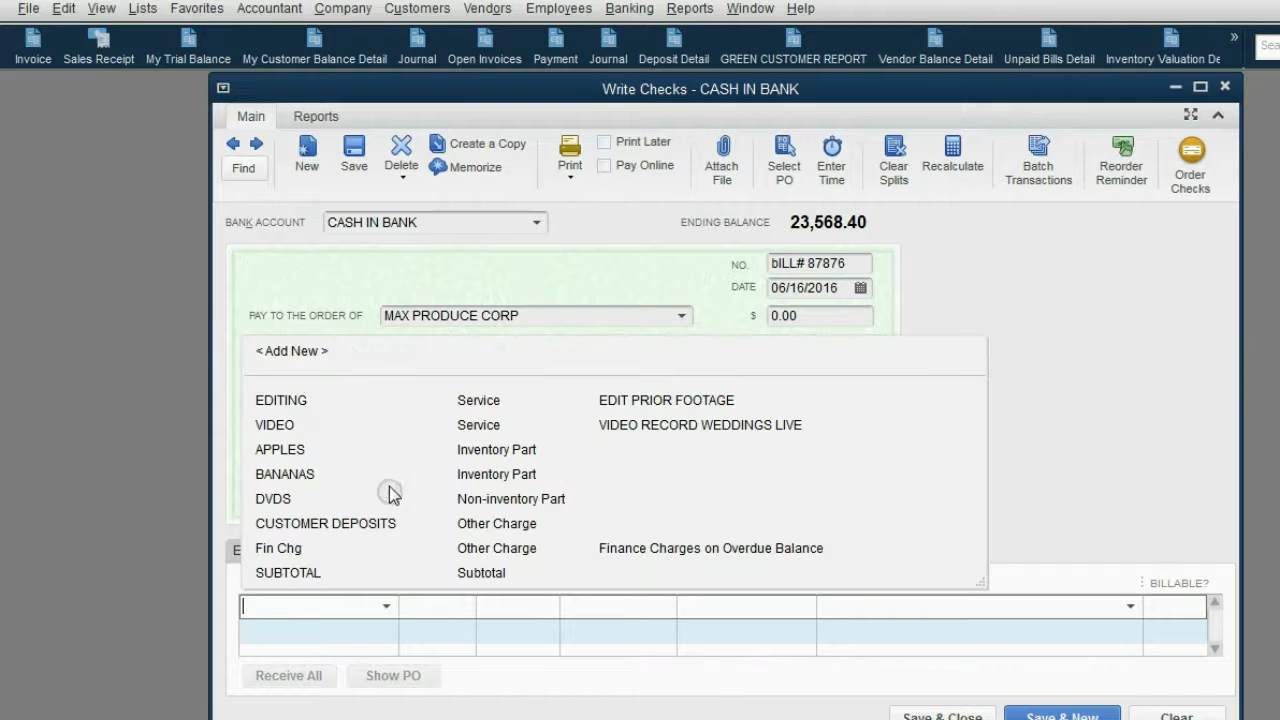 File Edit View Lists Favorites Accountant Company Customers Vendors Employees Banking Reports Window Help
Invoice Sales Receipt My Trial Balance My Customer Balance Detail Journal Open Invoices Payment Journal Deposit Detail GREEN CUSTOMER REPORT Vendor Balance Detail Unpaid Bills Detail Inventory Valuation De » Sea
Write Checks - CASH IN BANK
Main Reports
Find New Save Delete Create a Copy Memorize Print Print Later Pay Online Attach File Select PO Enter Time Clear Splits Recalculate Batch Transactions Reorder Reminder Order Checks
BANK ACCOUNT CASH IN BANK ENDING BALANCE 23,568.40
NO. bILL# 87876
DATE 06/16/2016
PAY TO THE ORDER OF MAX PRODUCE CORP $ 0.00
< Add New >
EDITING Service EDIT PRIOR FOOTAGE
VIDEO Service VIDEO RECORD WEDDINGS LIVE
APPLES Inventory Part
BANANAS Inventory Part
DVDS Non-inventory Part
CUSTOMER DEPOSITS Other Charge
E
Fin Chg Other Charge Finance Charges on Overdue Balance
SUBTOTAL Subtotal
BILLABLE?
Receive All Show PO
Save & Close Save & New Clear